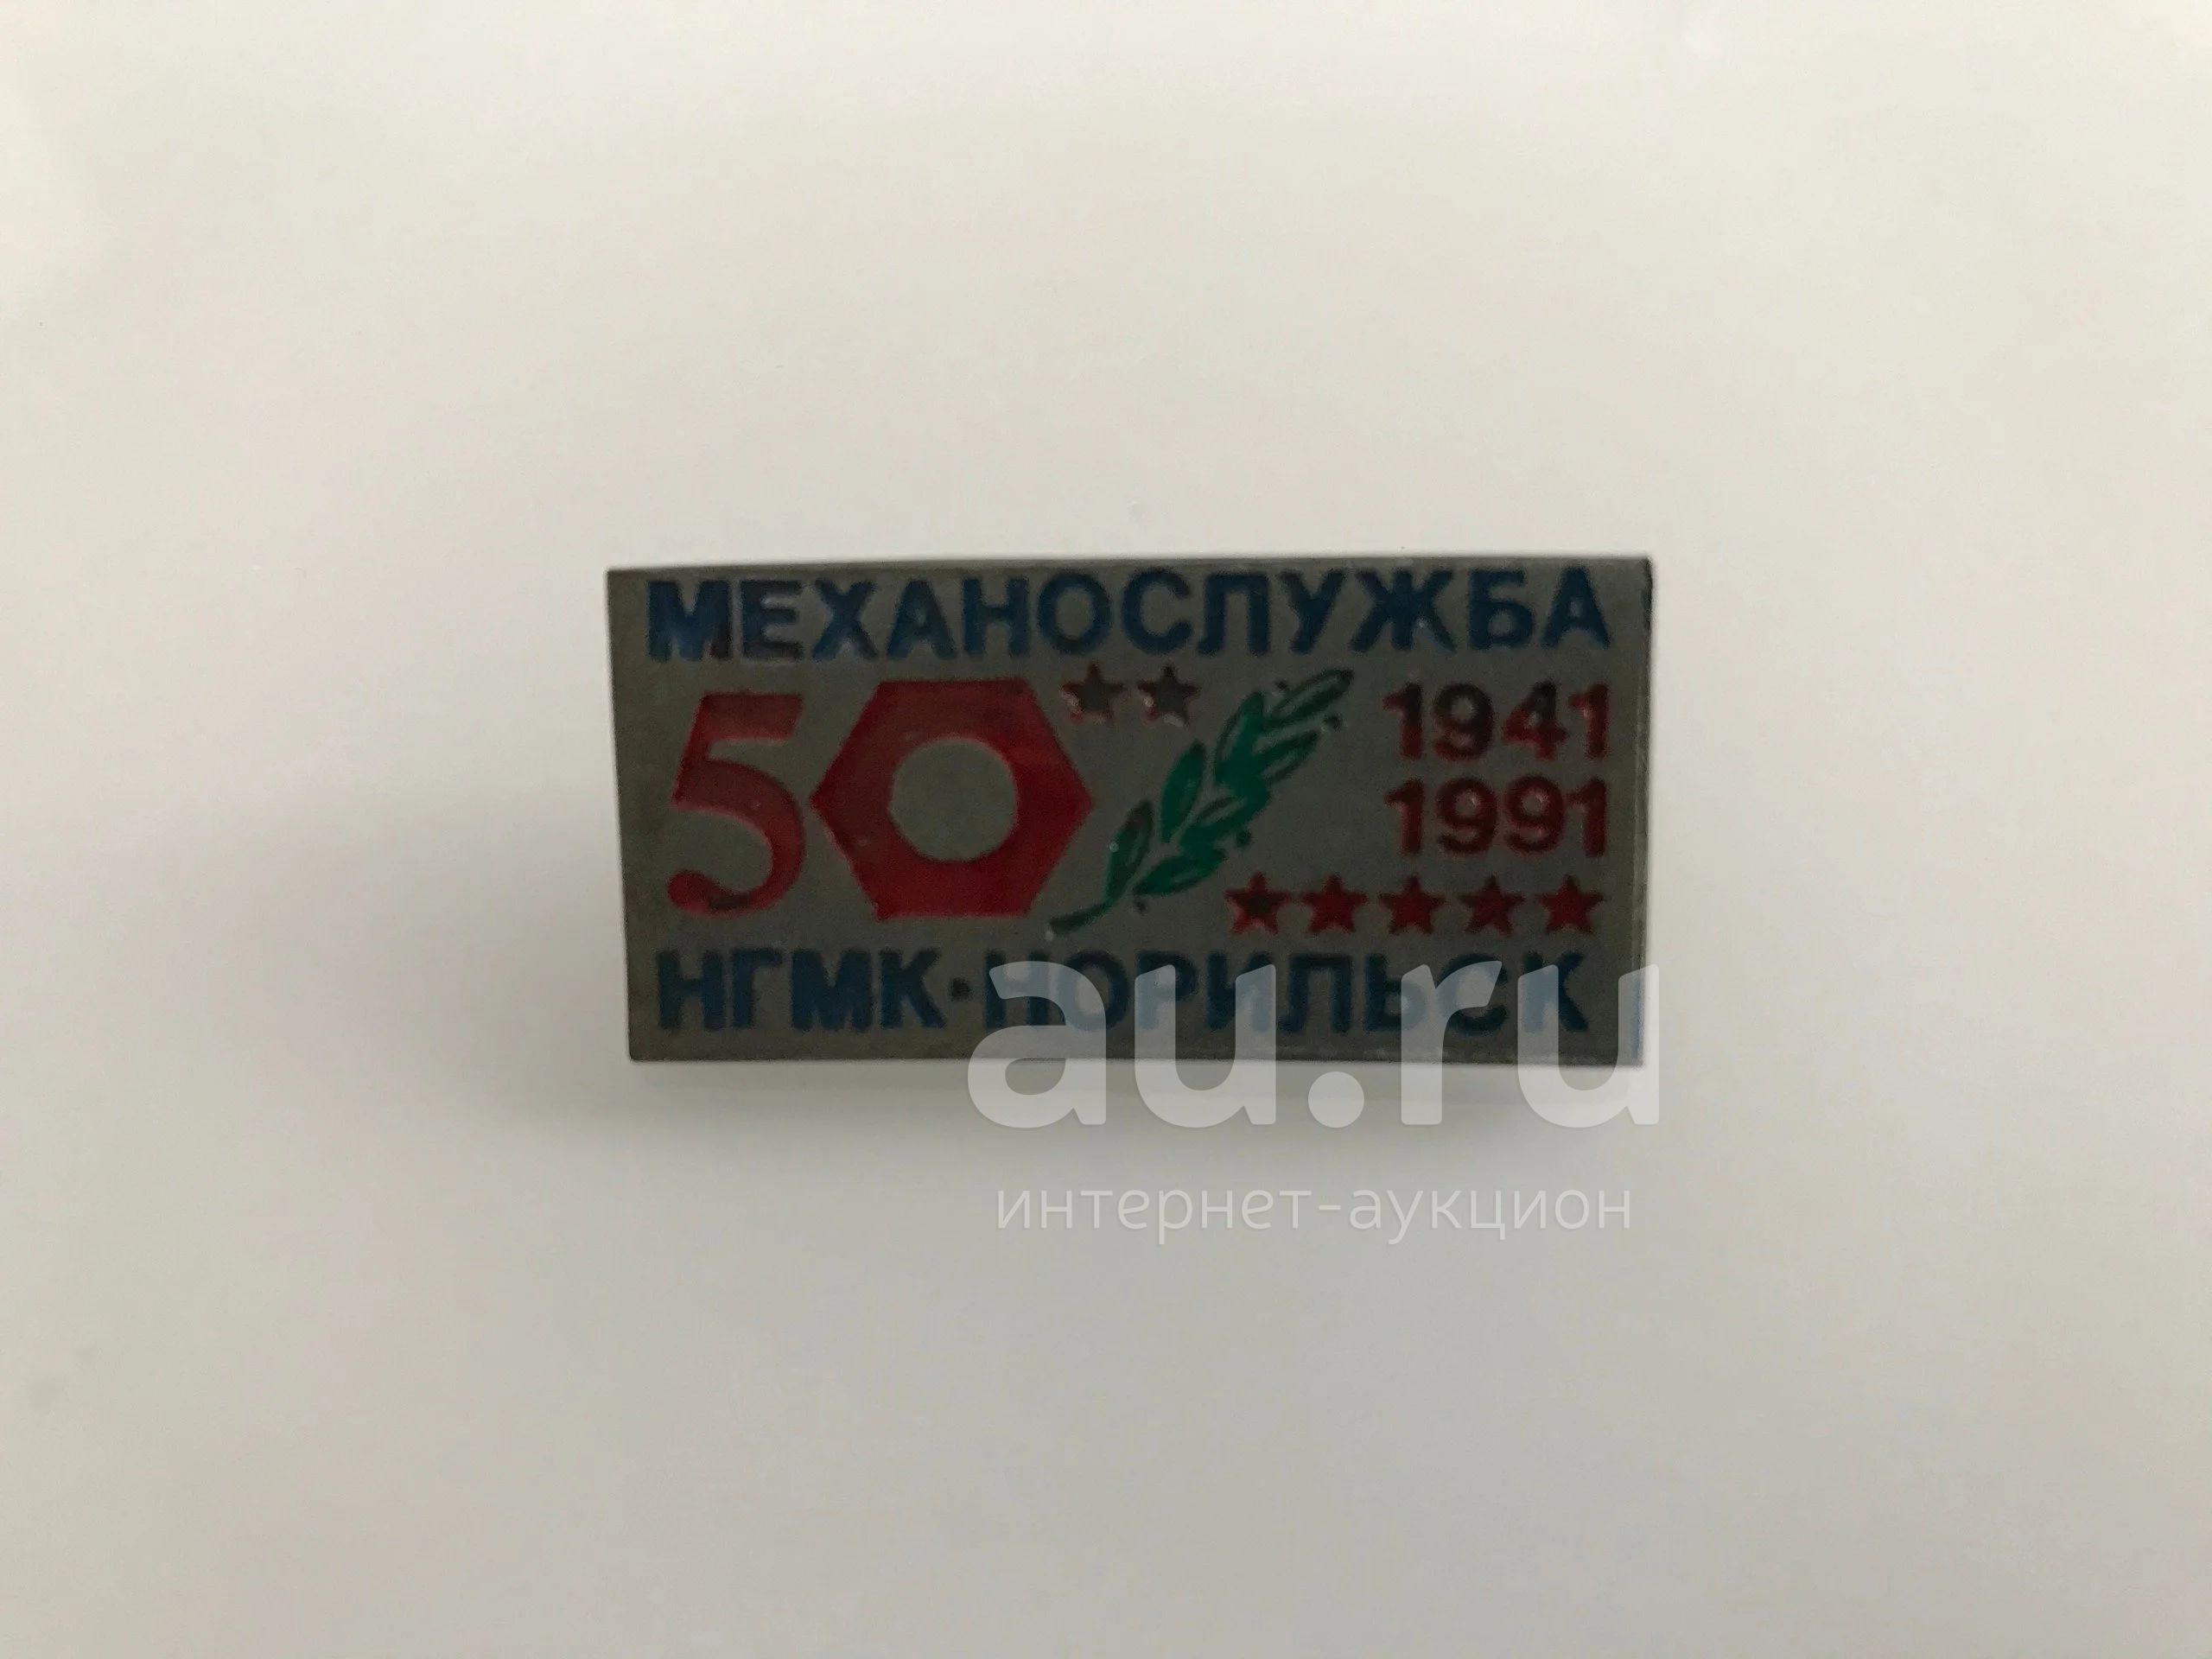 МЕХАНОСЛУЖБА
50
1941
1991
НГМК·НОРИЛЬСК
au.ru
интернет-аукцион